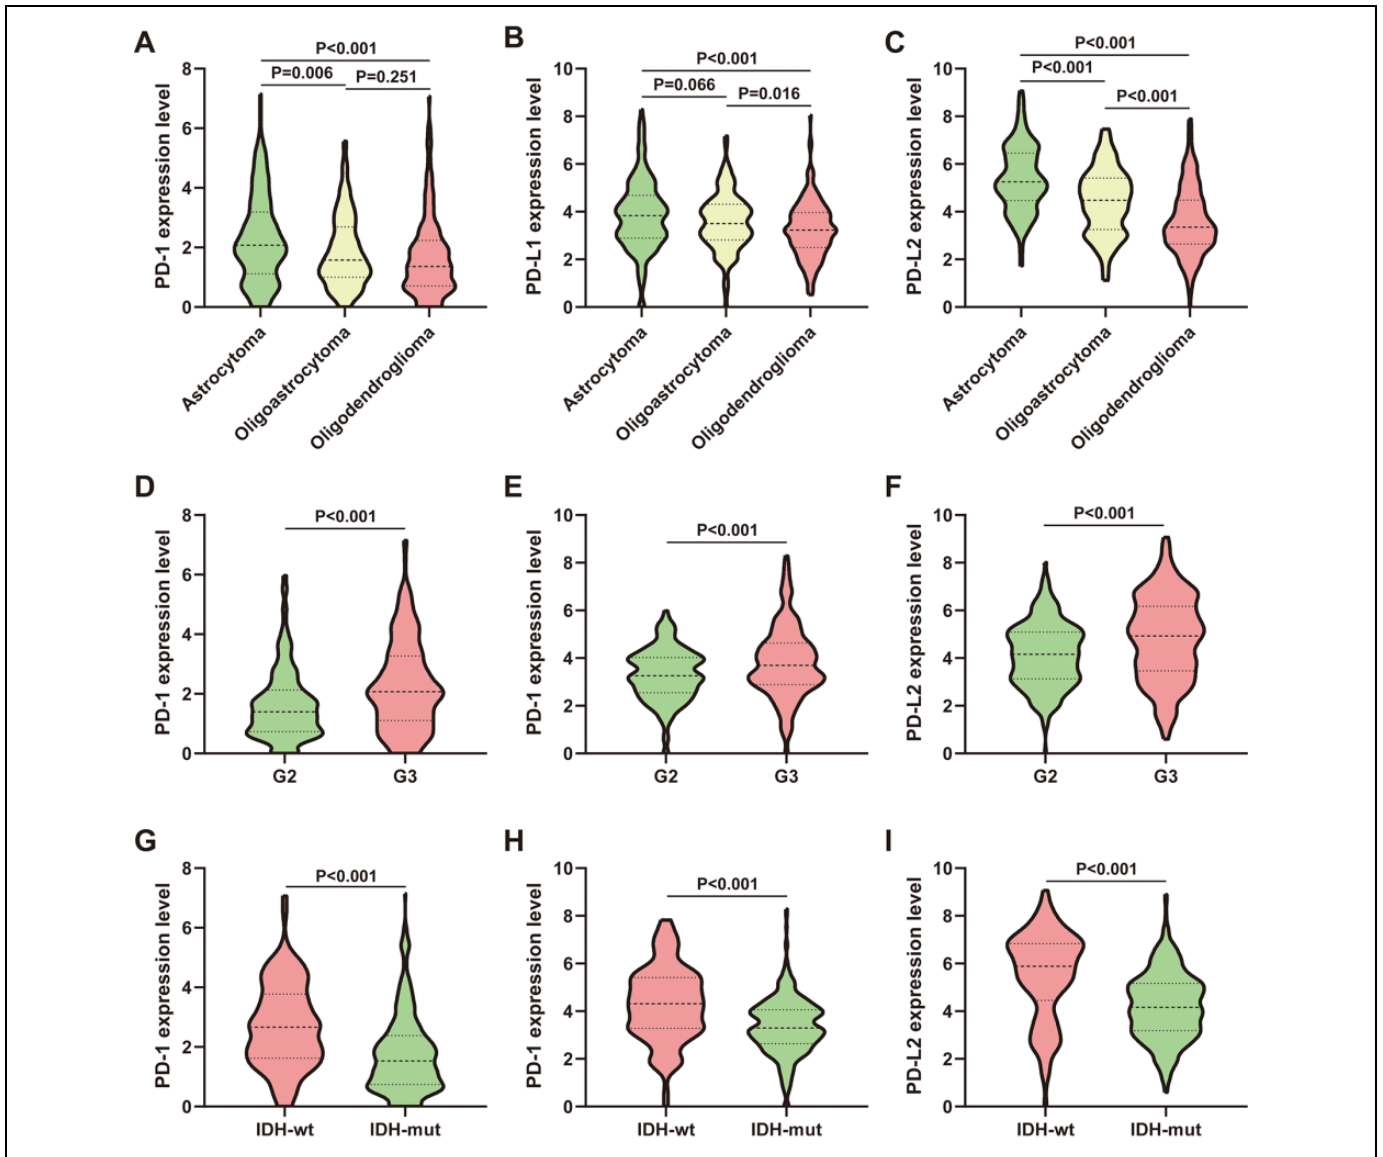 A
P<0.001
P=0.006
P=0.251
PD-1 expression level
8
6
4
2
0
Astrocytoma
Oligoastrocytoma
Oligodendroglioma
B
P<0.001
P=0.066
P=0.016
PD-L1 expression level
10
8
6
4
2
0
Astrocytoma
Oligoastrocytoma
Oligodendroglioma
C
P<0.001
P<0.001
P<0.001
PD-L2 expression level
10
8
6
4
2
0
Astrocytoma
Oligoastrocytoma
Oligodendroglioma
D
P<0.001
PD-1 expression level
8
6
4
2
0
G2
G3
E
P<0.001
PD-1 expression level
10
8
6
4
2
0
G2
G3
F
P<0.001
PD-L2 expression level
10
8
6
4
2
0
G2
G3
G
P<0.001
PD-1 expression level
8
6
4
2
0
IDH-wt
IDH-mut
H
P<0.001
PD-1 expression level
10
8
6
4
2
0
IDH-wt
IDH-mut
I
P<0.001
PD-L2 expression level
10
8
6
4
2
0
IDH-wt
IDH-mut